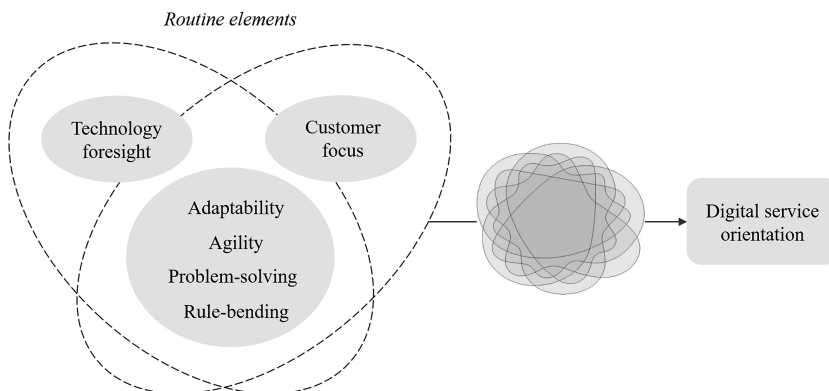 Routine elements
Technology
foresight
Customer
focus
Adaptability
Agility
Problem-solving
Rule-bending
Digital service
orientation